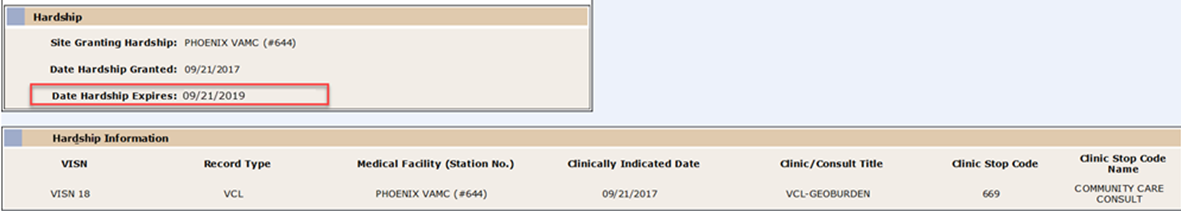 Hardship
Site Granting Hardship: PHOENIX VAMC (#644)
Date Hardship Granted: 09/21/2017
Date Hardship Expires: 09/21/2019
Hardship Information
VISN Record Type Medical Facility (Station No.) Clinically Indicated Date Clinic/Consult Title Clinic Stop Code Clinic Stop Code Name
VISN 18 VCL PHOENIX VAMC (#644) 09/21/2017 VCL-GEOBURDEN 669 COMMUNITY CARE CONSULT